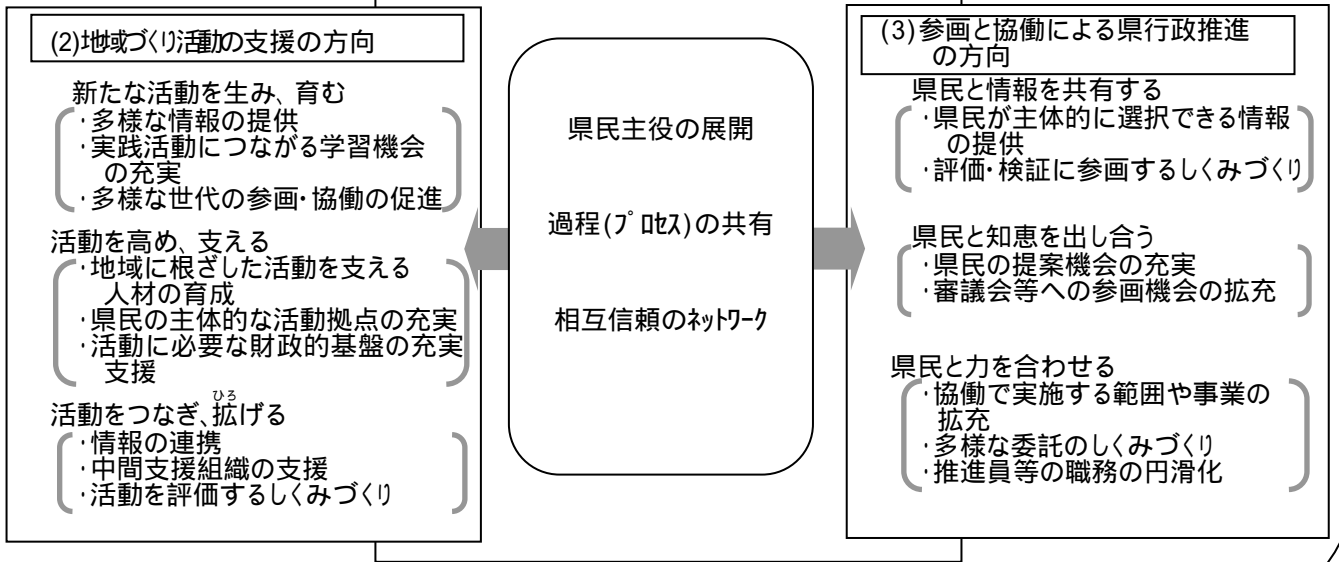 (2)地域づくり活動の支援の方向
新たな活動を生み、育む
・多様な情報の提供
・実践活動につながる学習機会
の充実
・多様な世代の参画・協働の促進
活動を高め、支える
・地域に根ざした活動を支える
人材の育成
・県民の主体的な活動拠点の充実
・活動に必要な財政的基盤の充実
支援
ひろ
活動をつなぎ、拡げる
・情報の連携
・中間支援組織の支援
・活動を評価するしくみづくり
県民主役の展開
過程(プロセス)の共有
相互信頼のネットワーク
(3)参画と協働による県行政推進
の方向
県民と情報を共有する
・県民が主体的に選択できる情報
の提供
・評価・検証に参画するしくみづくり
県民と知恵を出し合う
・県民の提案機会の充実
・審議会等への参画機会の拡充
県民と力を合わせる
・協働で実施する範囲や事業の
拡充
・多様な委託のしくみづくり
・推進員等の職務の円滑化